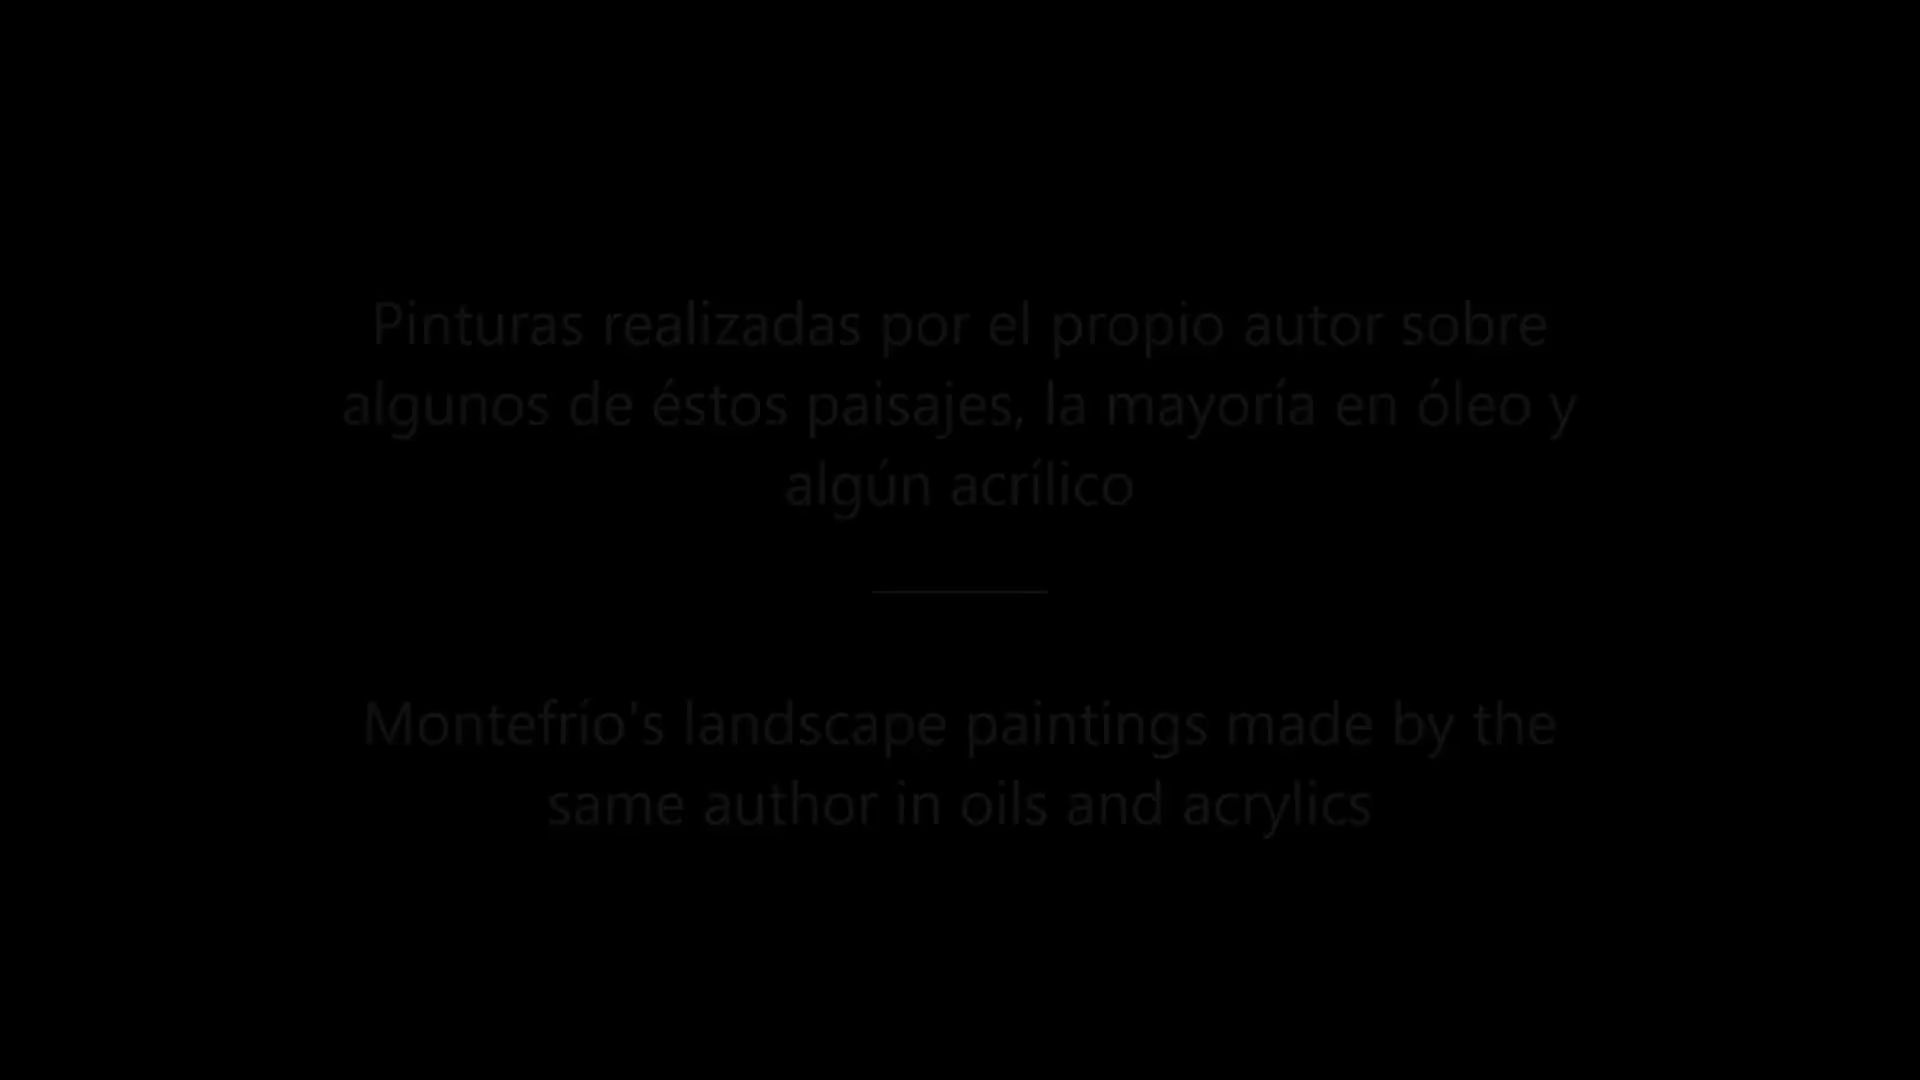 Pinturas realizadas por el propio autor sobre
algunos de éstos paisajes, la mayoría en óleo y
algún acrílico
Montefrío's landscape paintings made by the
same author in oils and acrylics